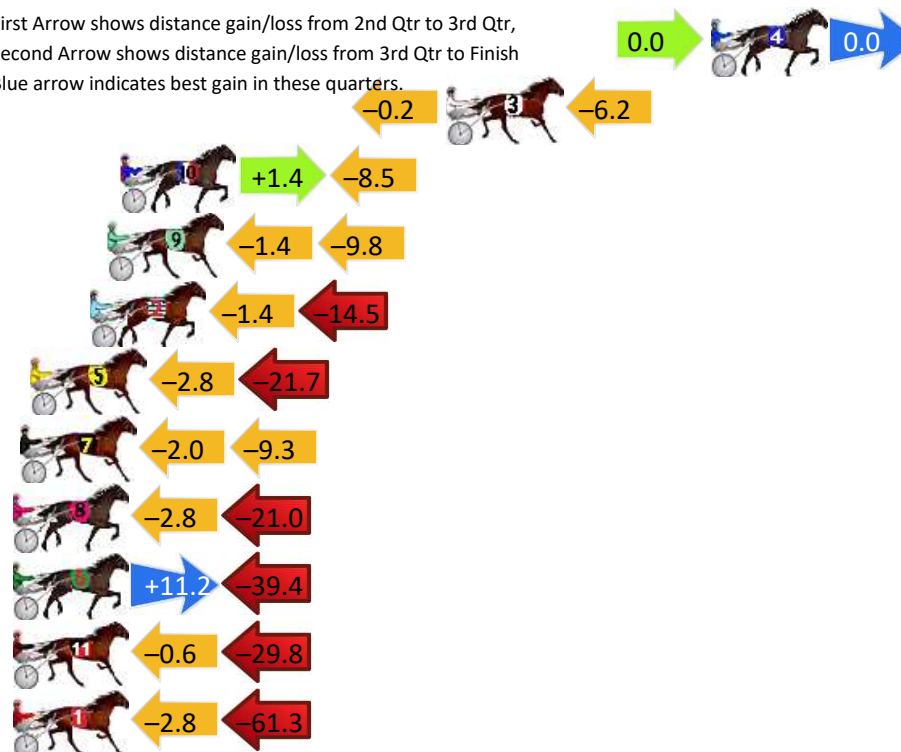 irst Arrow shows distance gain/loss from 2nd Qtr to 3rd Qtr,
econd Arrow shows distance gain/loss from 3rd Qtr to Finish
lue arrow indicates best gain in these quarters.
0.0 4 0.0
−0.2 3 −6.2
10 +1.4 −8.5
9 −1.4 −9.8
2 −1.4 −14.5
5 −2.8 −21.7
7 −2.0 −9.3
8 −2.8 −21.0
6 +11.2 −39.4
11 −0.6 −29.8
1 −2.8 −61.3